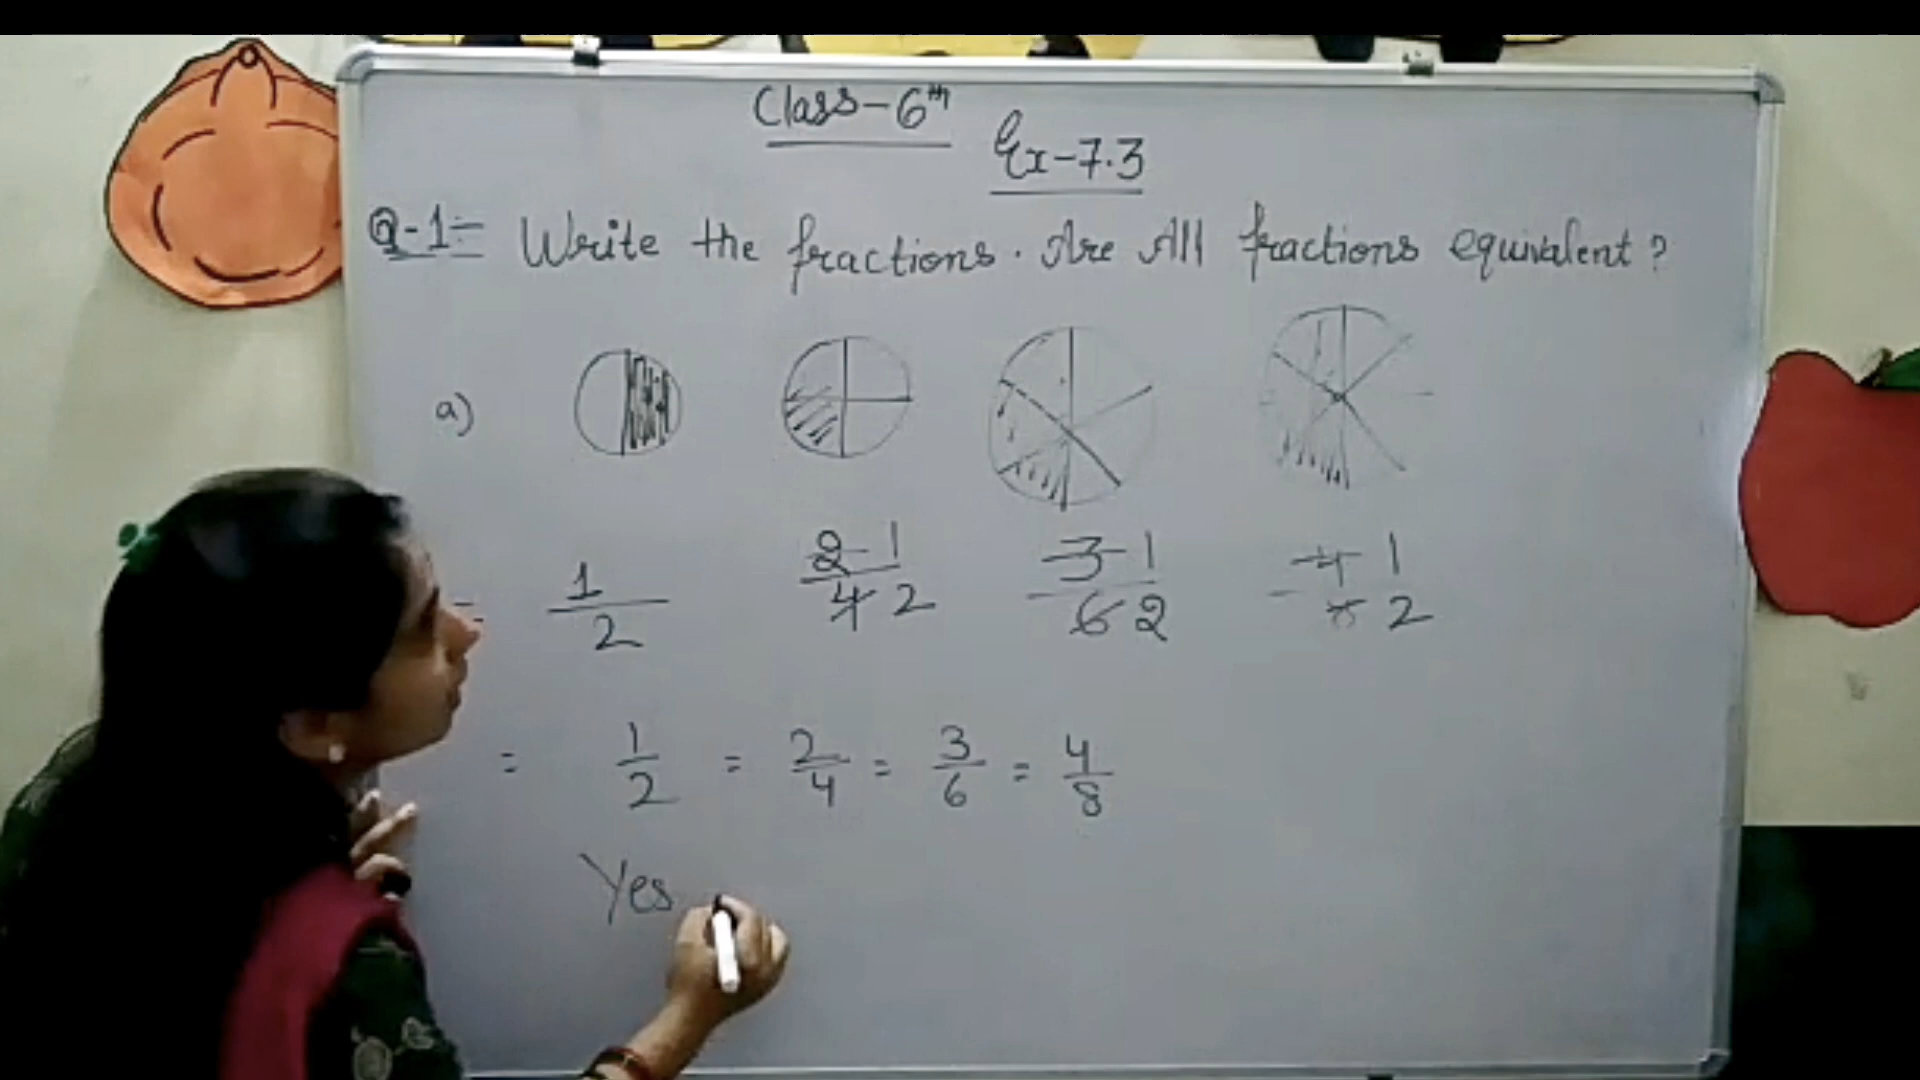 Class-6th
Ex-7.3
Q-1= Write the fractions. Are All fractions equivalent?
a)
= 1/2 2/4 1/2 3/6 1/2 4/8 1/2
= 1/2 = 2/4 = 3/6 = 4/8
Yes